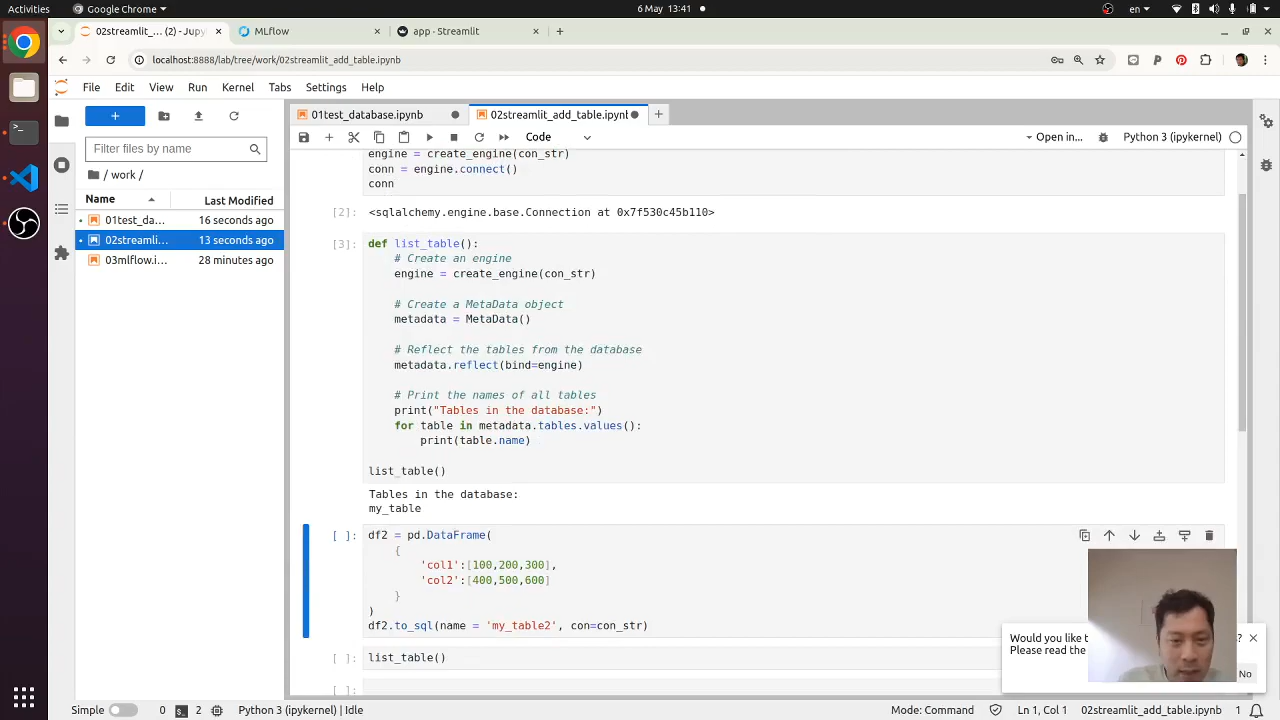 Activities
Google Chrome
6 May 13:41
en
02streamlit_... (2) - Jupy
MLflow
app · Streamlit
localhost:8888/lab/tree/work/02streamlit_add_table.ipynb
File Edit View Run Kernel Tabs Settings Help
01test_database.ipynb
02streamlit_add_table.ipynb
Filter files by name
Code
Open in...
Python 3 (ipykernel)
/ work /
Name
Last Modified
01test_da...
16 seconds ago
02streamli...
13 seconds ago
03mlflow.i...
28 minutes ago
engine = create_engine(con_str)
conn = engine.connect()
conn
[2]:
<sqlalchemy.engine.base.Connection at 0x7f530c45b110>
[3]:
def list_table():
# Create an engine
engine = create_engine(con_str)
# Create a MetaData object
metadata = MetaData()
# Reflect the tables from the database
metadata.reflect(bind=engine)
# Print the names of all tables
print("Tables in the database:")
for table in metadata.tables.values():
print(table.name)
list_table()
Tables in the database:
my_table
[ ]:
df2 = pd.DataFrame(
{
'col1':[100,200,300],
'col2':[400,500,600]
}
)
df2.to_sql(name = 'my_table2', con=con_str)
[ ]:
list_table()
[ ]:
Would you like t
?
Please read the
No
Simple
0
2
Python 3 (ipykernel) | Idle
Mode: Command
Ln 1, Col 1
02streamlit_add_table.ipynb
1